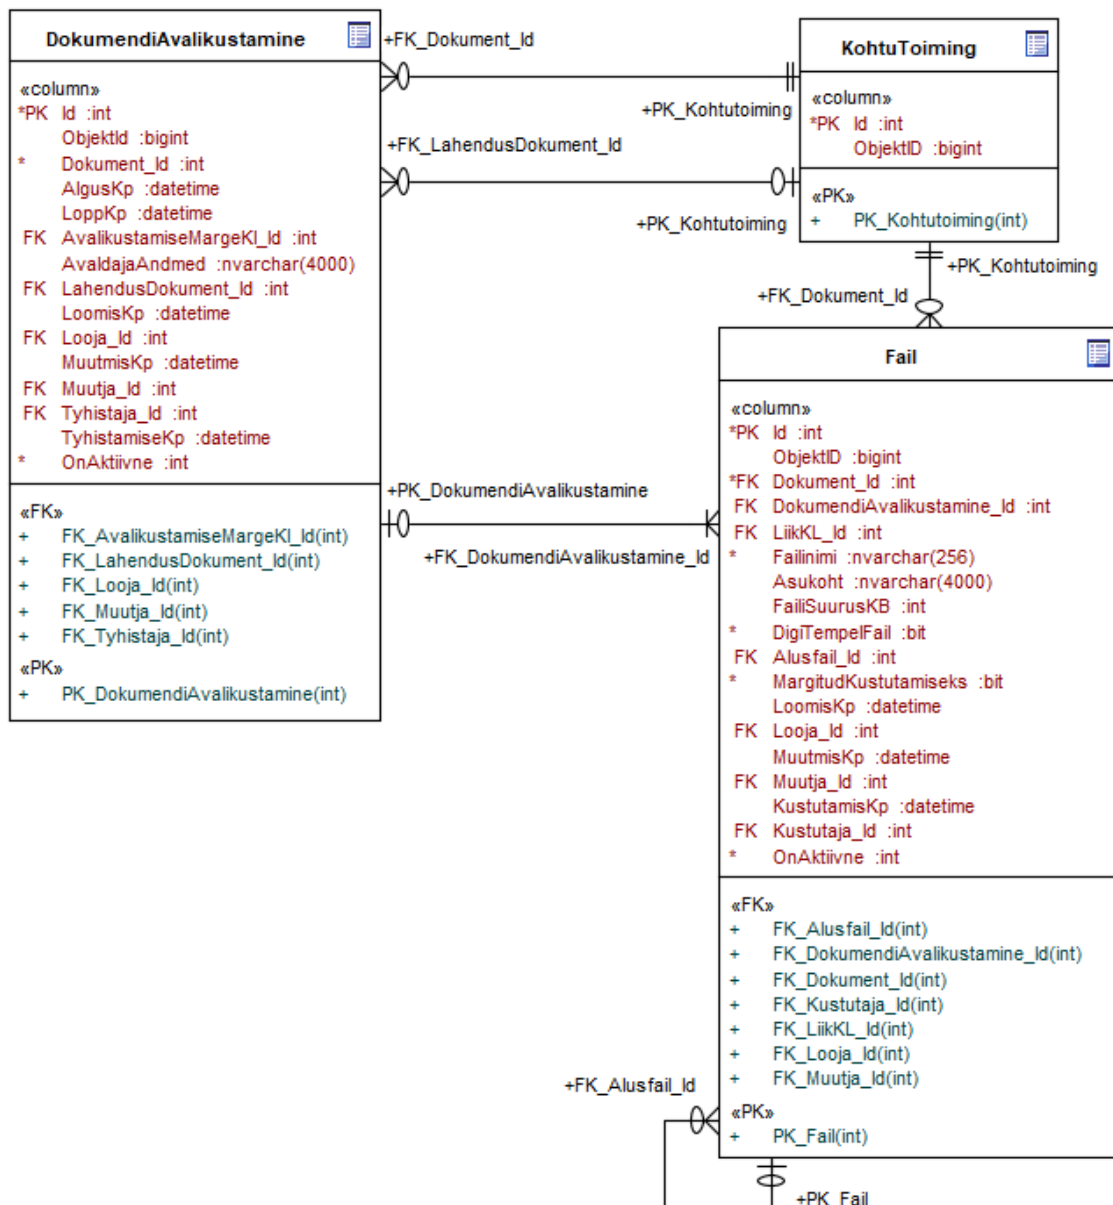 DokumendiAvalikustamine
«column»
*PK Id :int
ObjektId :bigint
* Dokument_Id :int
AlgusKp :datetime
LoppKp :datetime
FK AvalikustamiseMargeKl_Id :int
AvaldajaAndmed :nvarchar(4000)
FK LahendusDokument_Id :int
LoomisKp :datetime
FK Looja_Id :int
MuutmisKp :datetime
FK Muutja_Id :int
FK Tyhistaja_Id :int
TyhistamiseKp :datetime
* OnAktiivne :int
«FK»
+ FK_AvalikustamiseMargeKl_Id(int)
+ FK_LahendusDokument_Id(int)
+ FK_Looja_Id(int)
+ FK_Muutja_Id(int)
+ FK_Tyhistaja_Id(int)
«PK»
+ PK_DokumendiAvalikustamine(int)
+FK_Dokument_Id
+PK_Kohtutoiming
+FK_LahendusDokument_Id
+PK_Kohtutoiming
KohtuToiming
«column»
*PK Id :int
ObjektID :bigint
«PK»
+ PK_Kohtutoiming(int)
+PK_Kohtutoiming
+FK_Dokument_Id
+PK_DokumendiAvalikustamine
+FK_DokumendiAvalikustamine_Id
Fail
«column»
*PK Id :int
ObjektID :bigint
*FK Dokument_Id :int
FK DokumendiAvalikustamine_Id :int
FK LiikKL_Id :int
* Failinimi :nvarchar(256)
Asukoht :nvarchar(4000)
FailiSuurusKB :int
* DigiTempelFail :bit
FK Alusfail_Id :int
* MargitudKustutamiseks :bit
LoomisKp :datetime
FK Looja_Id :int
MuutmisKp :datetime
FK Muutja_Id :int
KustutamisKp :datetime
FK Kustutaja_Id :int
* OnAktiivne :int
«FK»
+ FK_Alusfail_Id(int)
+ FK_DokumendiAvalikustamine_Id(int)
+ FK_Dokument_Id(int)
+ FK_Kustutaja_Id(int)
+ FK_LiikKL_Id(int)
+ FK_Looja_Id(int)
+ FK_Muutja_Id(int)
«PK»
+ PK_Fail(int)
+FK_Alusfail_Id
+PK_Fail